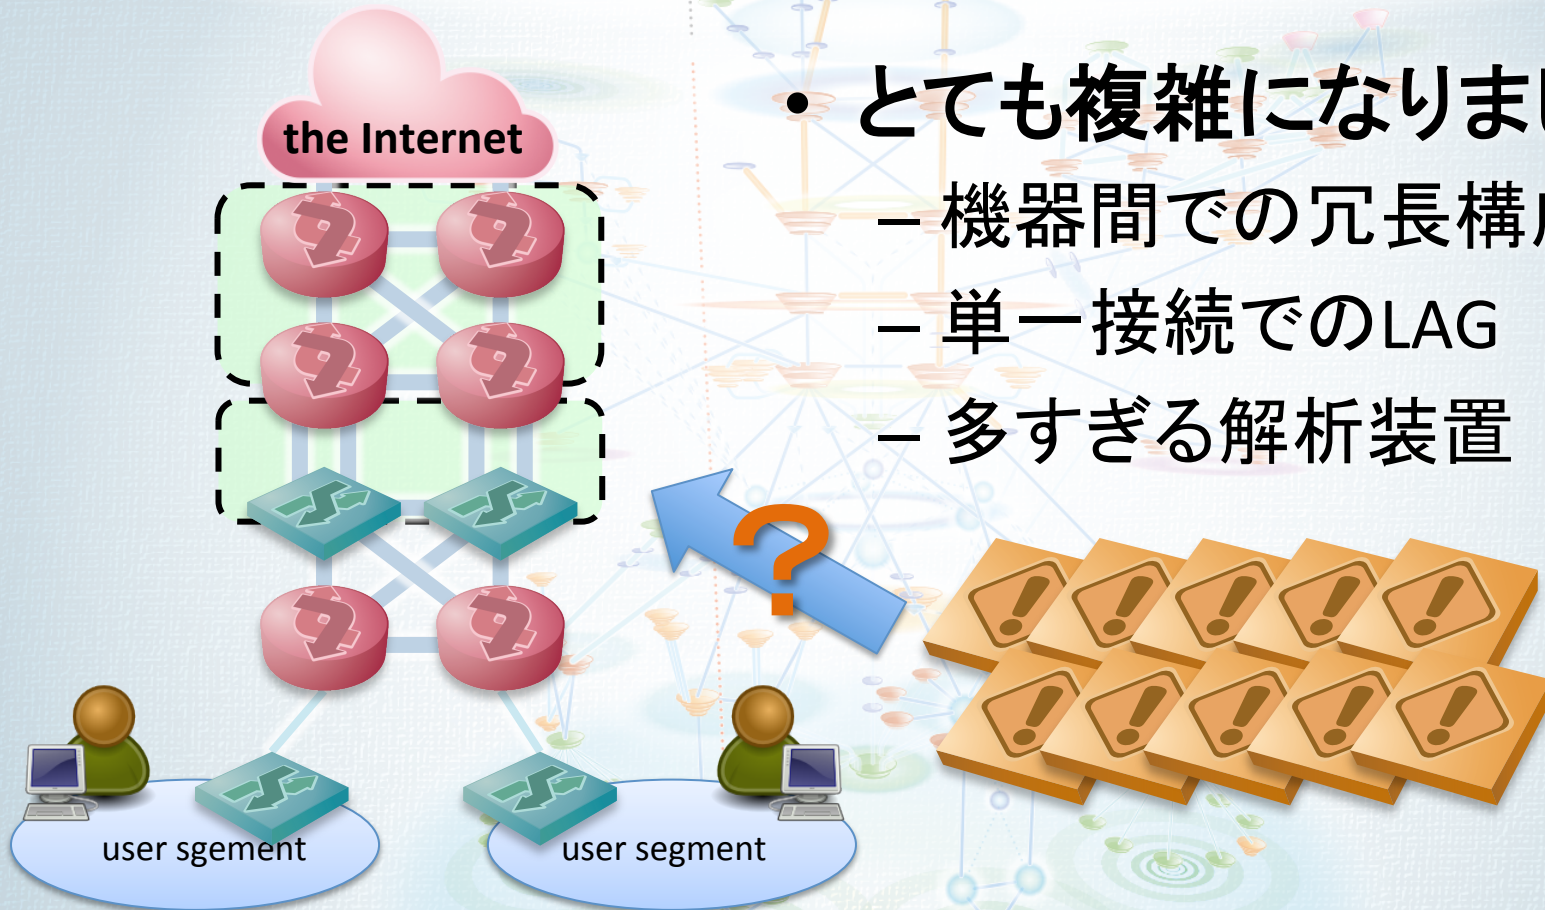 the Internet
• とても複雑になりまし
– 機器間での冗長構成
– 単一接続でのLAG
– 多すぎる解析装置
?
user sgement
user segment